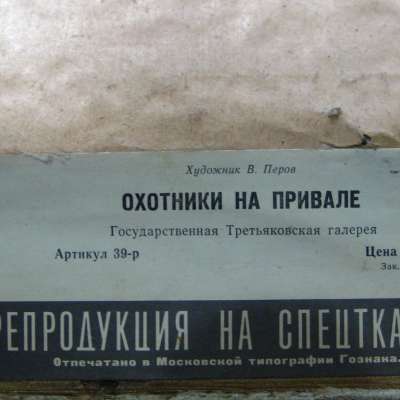 Художник В. Перов
ОХОТНИКИ НА ПРИВАЛЕ
Государственная Третьяковская галерея
Артикул 39-р Цена
Зак.
РЕПРОДУКЦИЯ НА СПЕЦТКА
Отпечатано в Московской типографии Гознака.